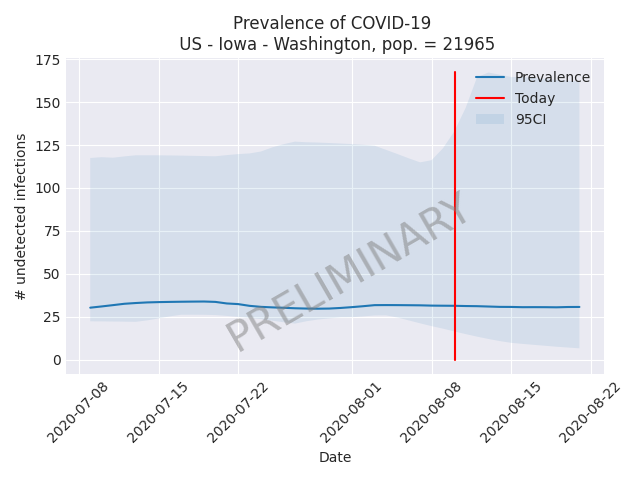 Prevalence of COVID-19
US - Iowa - Washington, pop. = 21965
175
150
125
100
75
50
25
0
# undetected infections
Prevalence
Today
95CI
PRELIMINARY
2020-07-08
2020-07-15
2020-07-22
2020-08-01
2020-08-08
2020-08-15
2020-08-22
Date